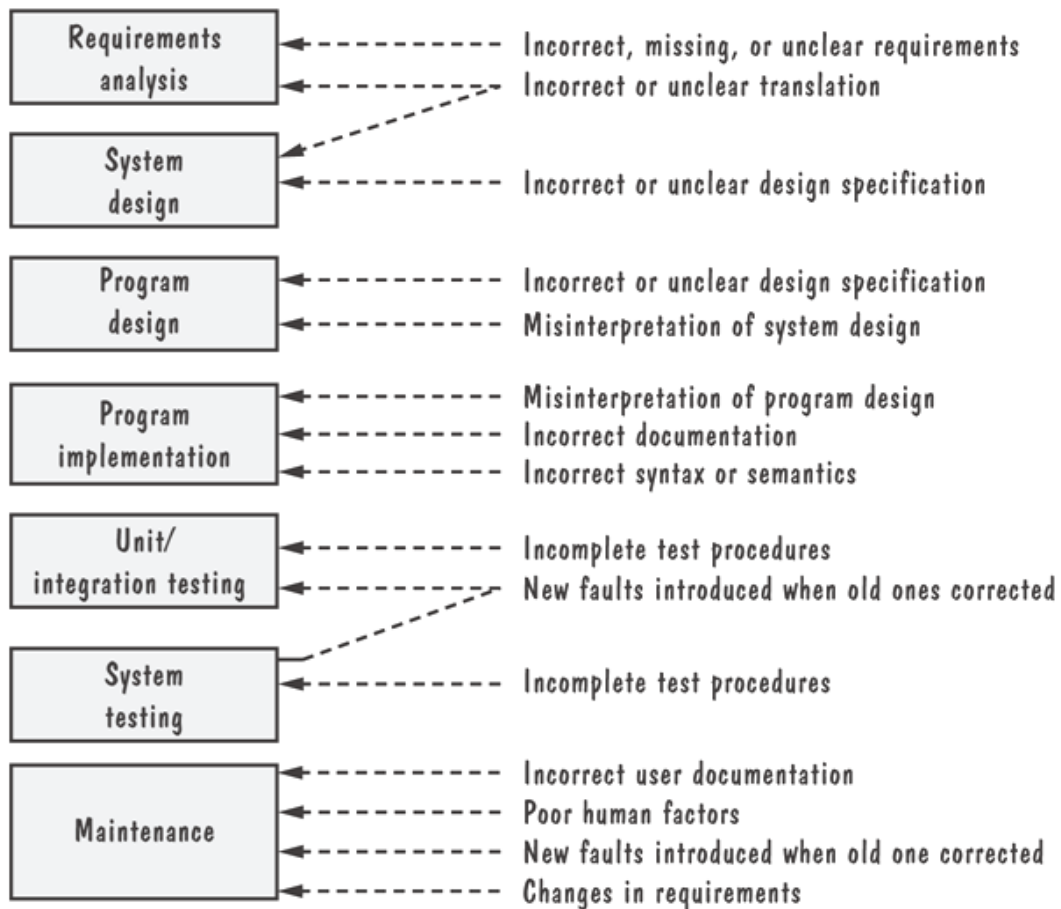 Requirements
analysis
Incorrect, missing, or unclear requirements
Incorrect or unclear translation
System
design
Incorrect or unclear design specification
Program
design
Incorrect or unclear design specification
Misinterpretation of system design
Program
implementation
Misinterpretation of program design
Incorrect documentation
Incorrect syntax or semantics
Unit/
integration testing
Incomplete test procedures
New faults introduced when old ones corrected
System
testing
Incomplete test procedures
Maintenance
Incorrect user documentation
Poor human factors
New faults introduced when old one corrected
Changes in requirements